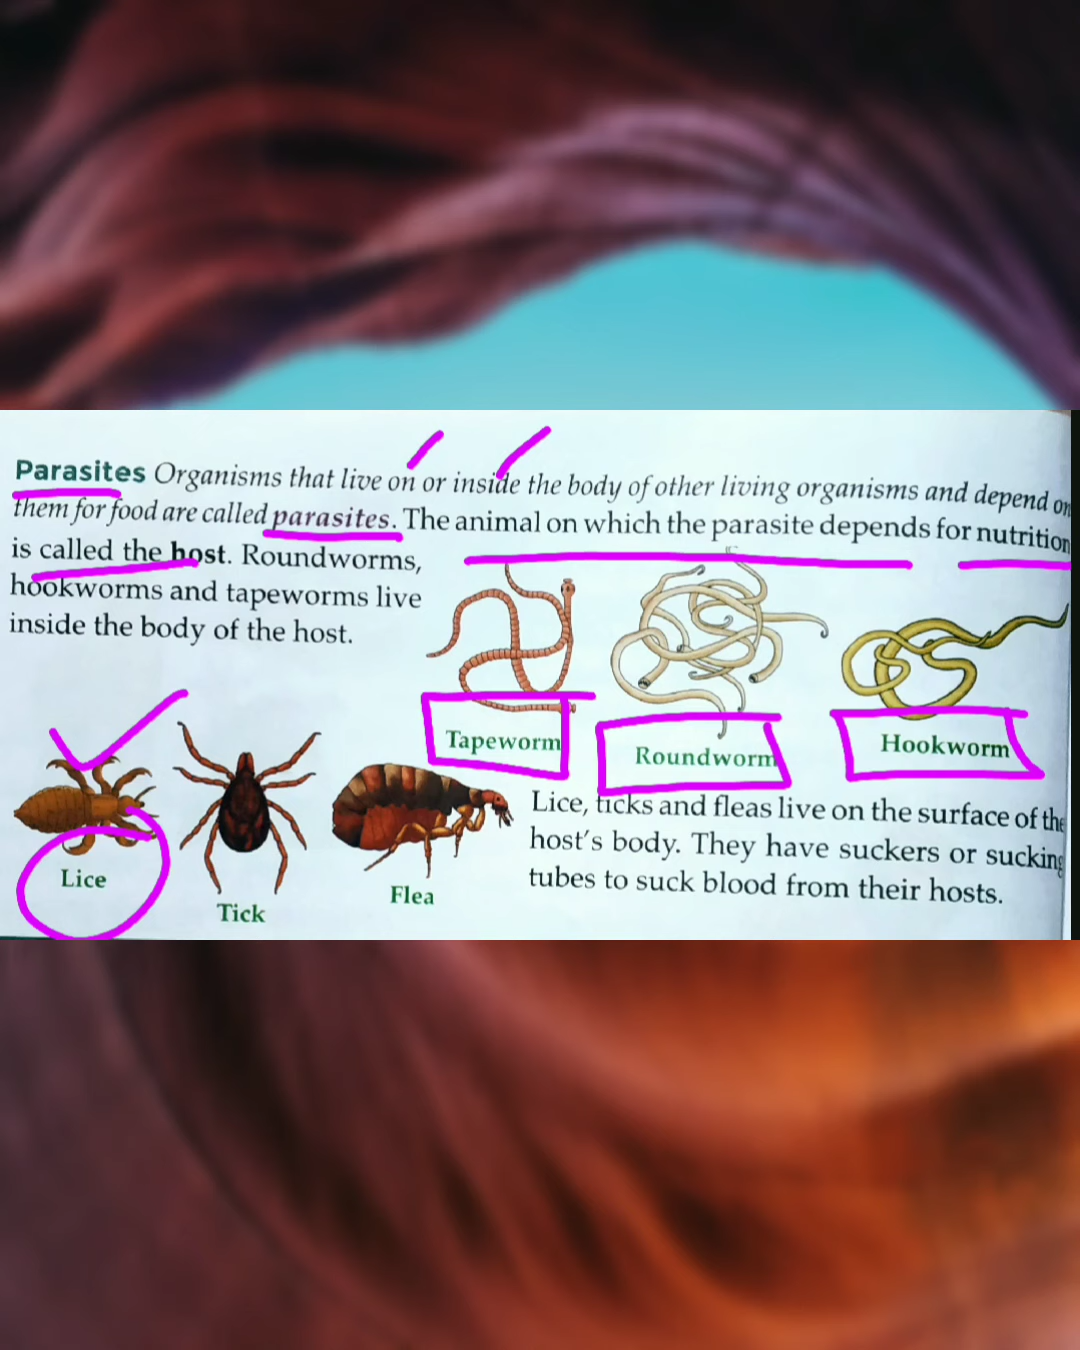 Parasites Organisms that live on or inside the body of other living organisms and depend on
them for food are called parasites. The animal on which the parasite depends for nutrition
is called the host. Roundworms,
hookworms and tapeworms live
inside the body of the host.
Tapeworm
Roundworm
Hookworm
Lice
Tick
Flea
Lice, ticks and fleas live on the surface of the
host's body. They have suckers or sucking
tubes to suck blood from their hosts.